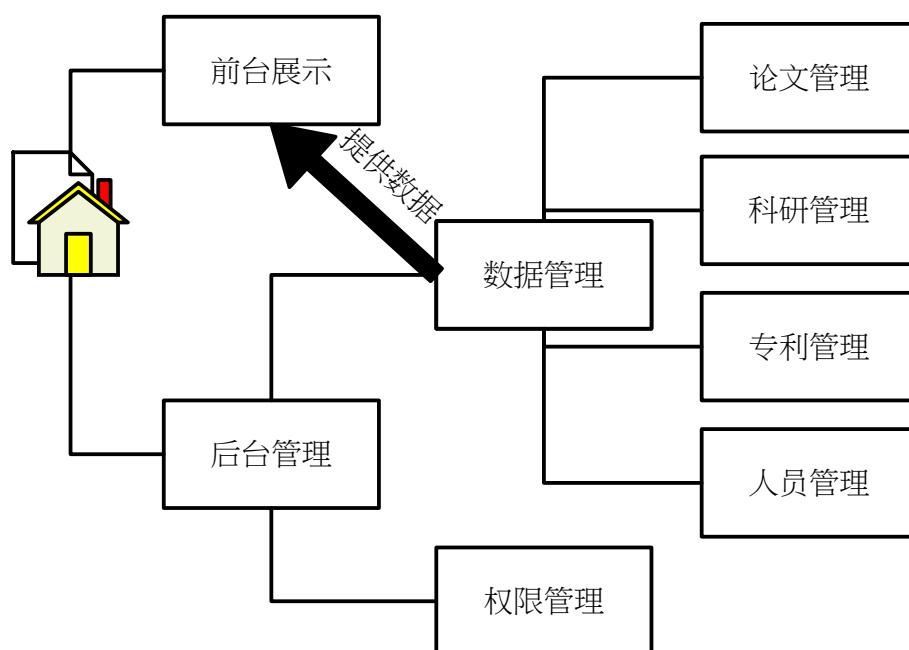 前台展示
提供数据
论文管理
科研管理
数据管理
专利管理
后台管理
人员管理
权限管理